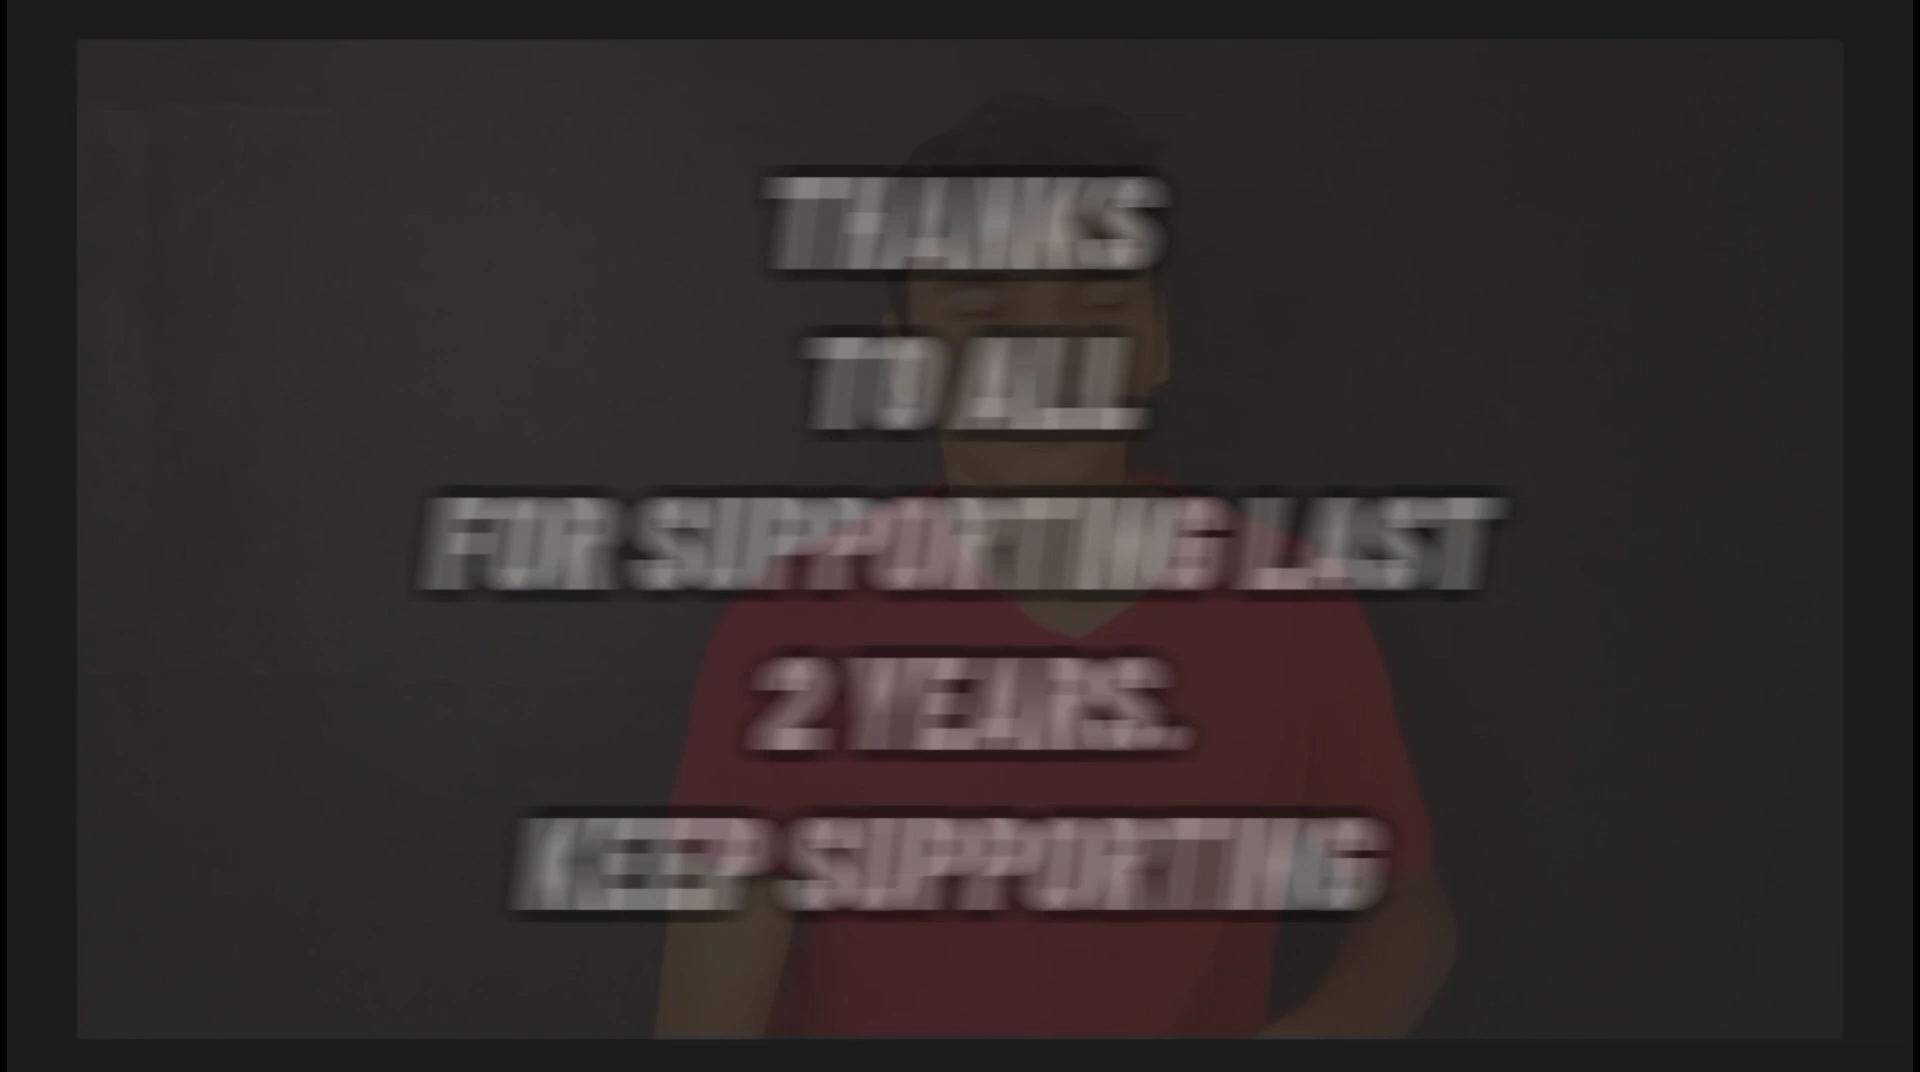 THANKS
TO ALL
FOR SUPPORTING LAST
2 YEARS.
KEEP SUPPORTING